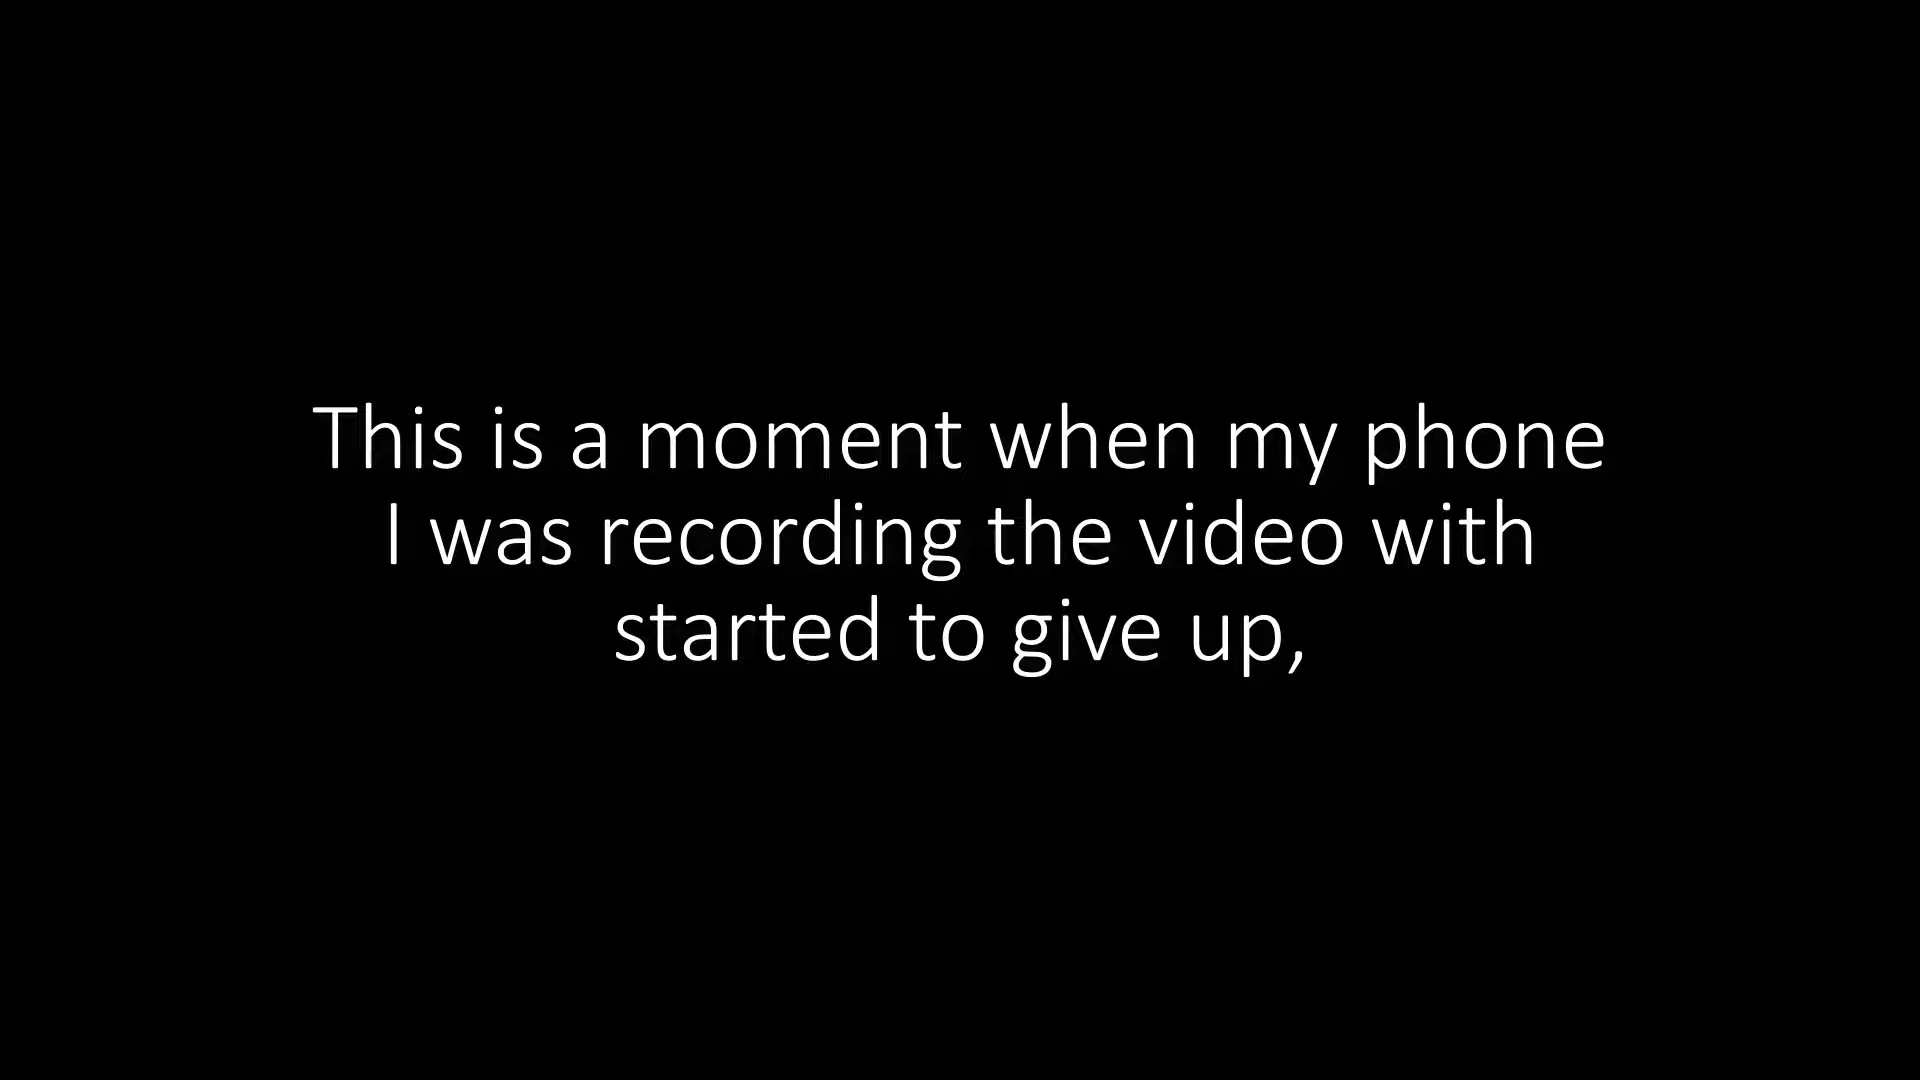 This is a moment when my phone
I was recording the video with
started to give up,